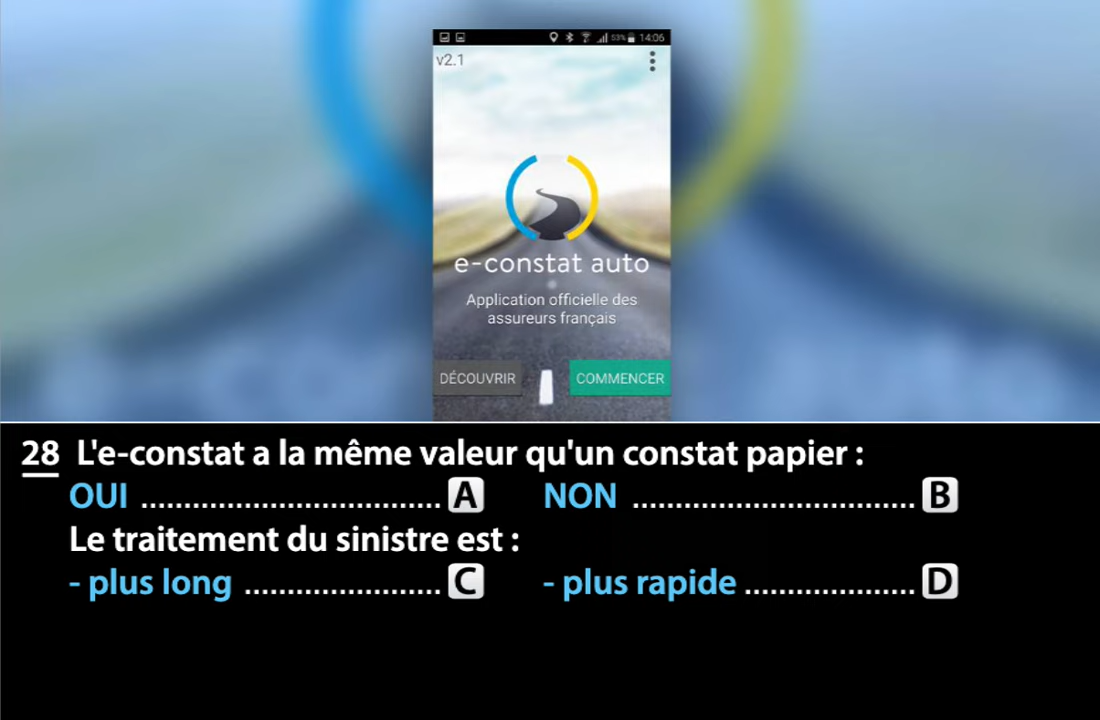 53% 14:06
v2.1
e-constat auto
Application officielle des
assureurs français
DÉCOUVRIR COMMENCER
28 L'e-constat a la même valeur qu'un constat papier :
OUI .................................. A NON ................................ B
Le traitement du sinistre est :
- plus long ...................... C - plus rapide .................... D